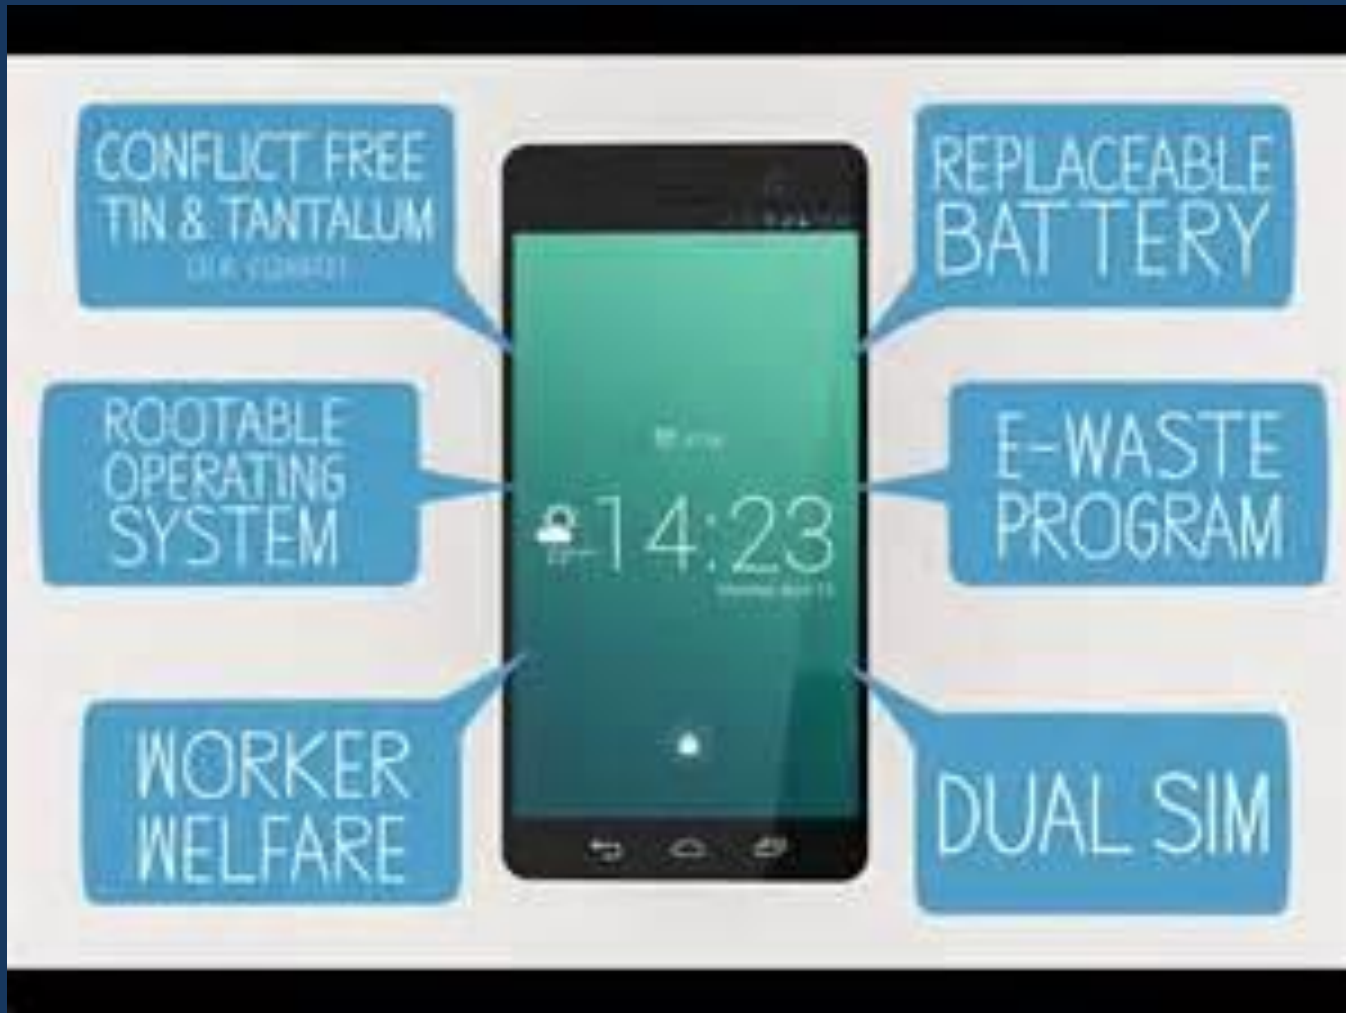 CONFLICT FREE
TIN & TANTALUM
REPLACEABLE
BATTERY
ROOTABLE
OPERATING
SYSTEM
14:23
E-WASTE
PROGRAM
WORKER
WELFARE
DUAL SIM